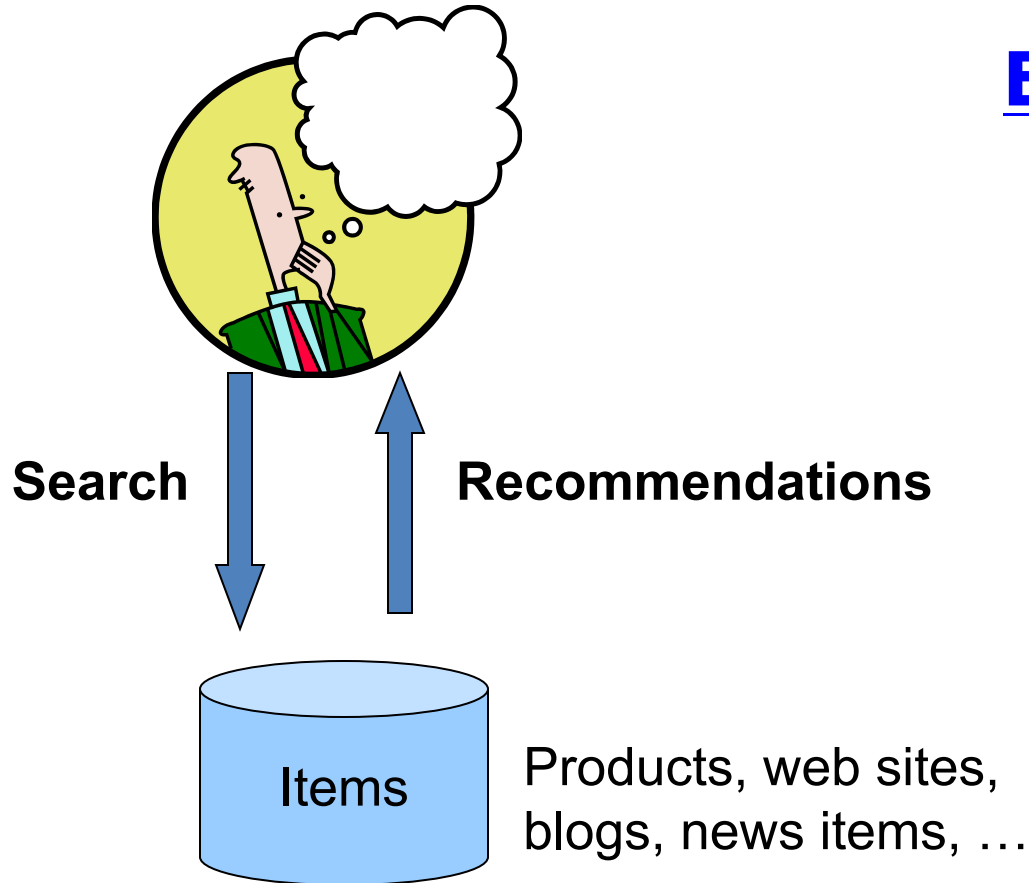 Search
Recommendations
Items
Products, web sites,
blogs, news items, …